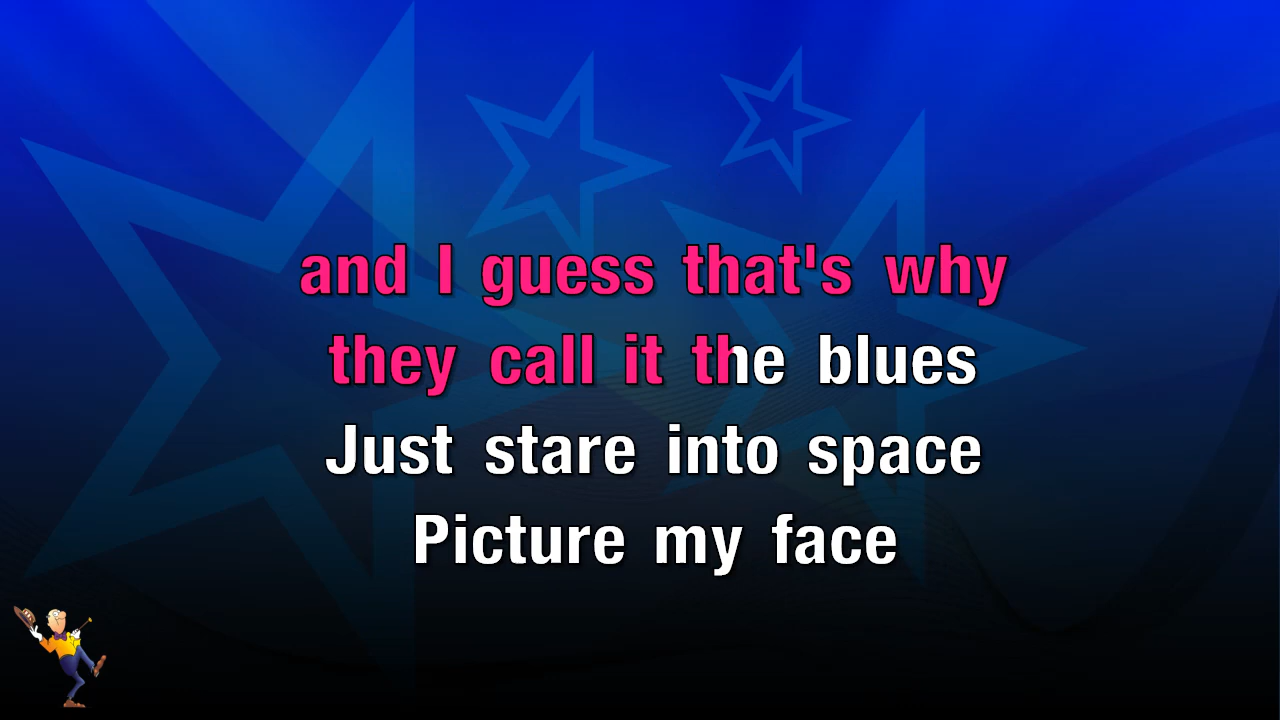 and I guess that's why
they call it the blues
Just stare into space
Picture my face